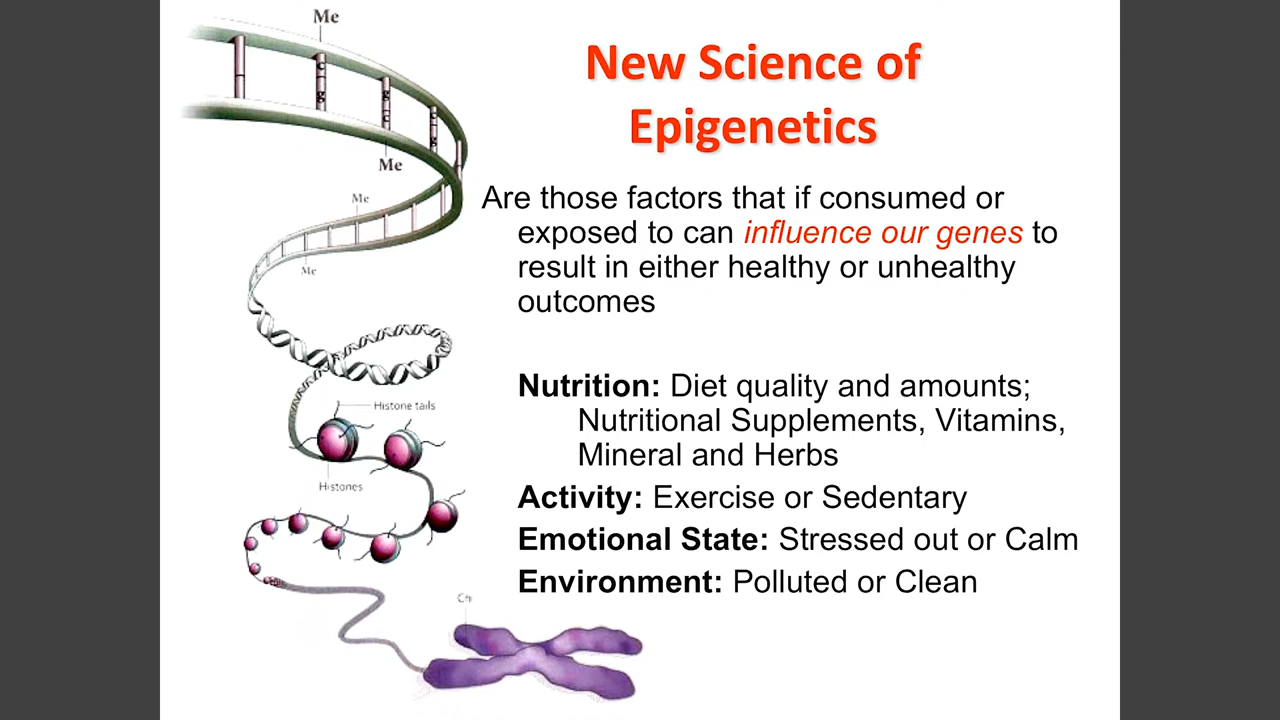 Me
New Science of
Epigenetics
Me
Are those factors that if consumed or
exposed to can influence our genes to
result in either healthy or unhealthy
outcomes
Me
Me
Nutrition: Diet quality and amounts;
Nutritional Supplements, Vitamins,
Mineral and Herbs
Histone tails
Histones
Activity: Exercise or Sedentary
Emotional State: Stressed out or Calm
Environment: Polluted or Clean